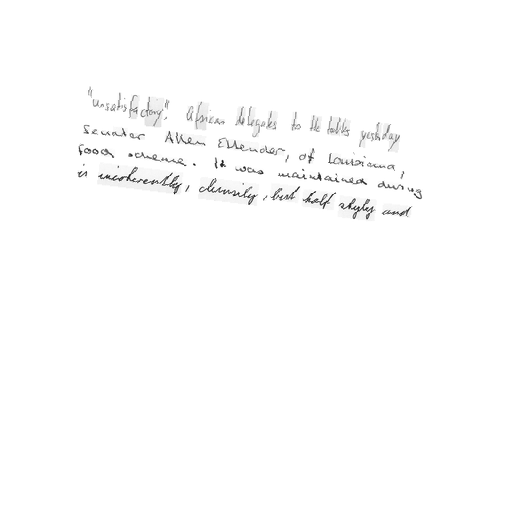 "unsatisfactory". African delegates to the talks yesterday
Senator Allen Ellender, of Louisiana,
food scheme. It was maintained during
is incoherently, clumsily, but half shyly and